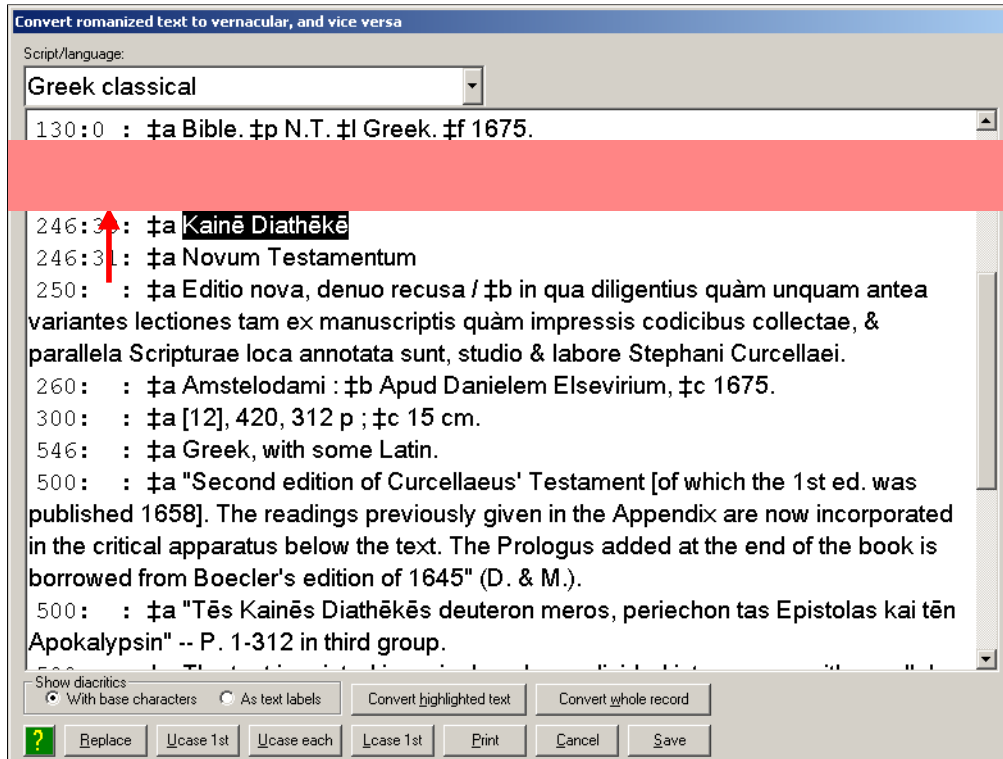 Convert romanized text to vernacular, and vice versa
Script/language:
Greek classical
130:0 : ‡a Bible. ‡p N.T. ‡l Greek. ‡f 1675.
‡a Kainē Diathēkē
246:31: ‡a Novum Testamentum
250: : ‡a Editio nova, denuo recusa / ‡b in qua diligentius quàm unquam antea
variantes lectiones tam ex manuscriptis quàm impressis codicibus collectae, &
parallela Scripturae loca annotata sunt, studio & labore Stephani Curcellaei.
260: : ‡a Amstelodami : ‡b Apud Danielem Elsevirium, ‡c 1675.
300: : ‡a [12], 420, 312 p ; ‡c 15 cm.
546: : ‡a Greek, with some Latin.
500: : ‡a "Second edition of Curcellaeus' Testament [of which the 1st ed. was
published 1658]. The readings previously given in the Appendix are now incorporated
in the critical apparatus below the text. The Prologus added at the end of the book is
borrowed from Boecler's edition of 1645" (D. & M.).
500: : ‡a "Tēs Kainēs Diathēkēs deuteron meros, periechon tas Epistolas kai tēn
Apokalypsin" -- P. 1-312 in third group.
Show diacritics
With base characters As text labels Convert highlighted text Convert whole record
? Replace Ucase 1st Ucase each Lcase 1st Print Cancel Save